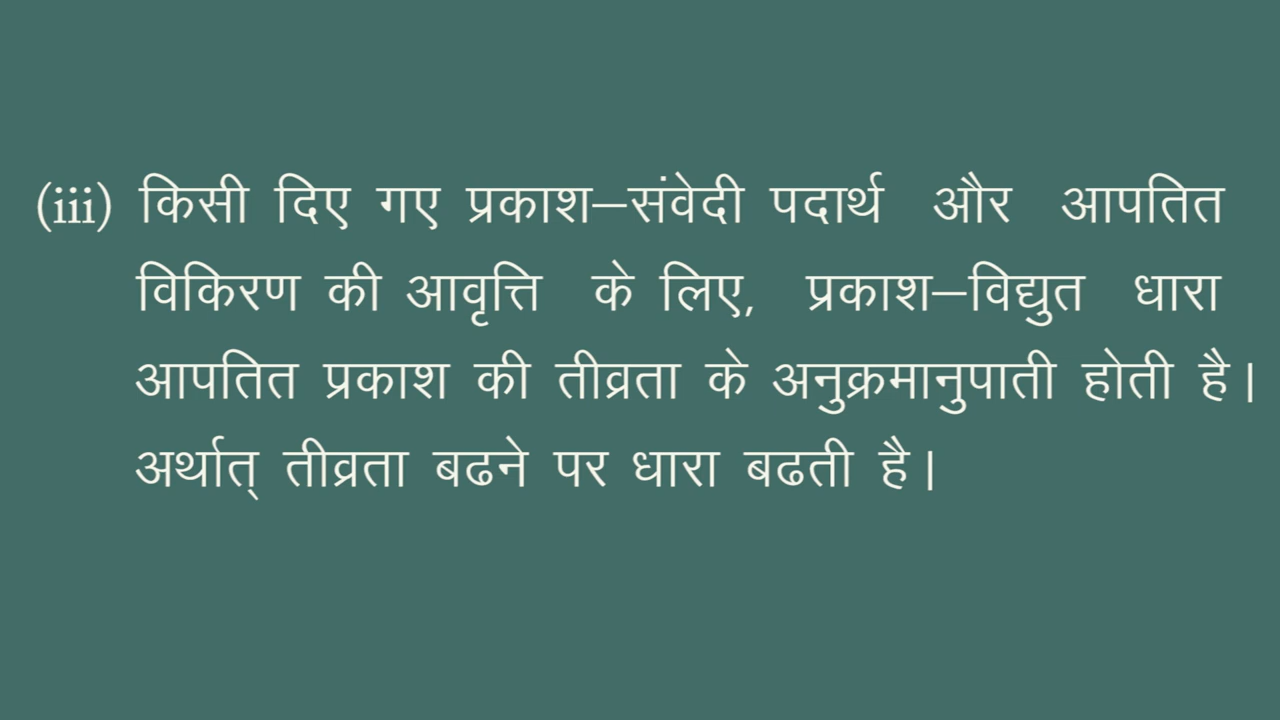 (iii) किसी दिए गए प्रकाश–संवेदी पदार्थ और आपतित
विकिरण की आवृत्ति के लिए, प्रकाश–विद्युत धारा
आपतित प्रकाश की तीव्रता के अनुक्रमानुपाती होती है।
अर्थात् तीव्रता बढने पर धारा बढती है।